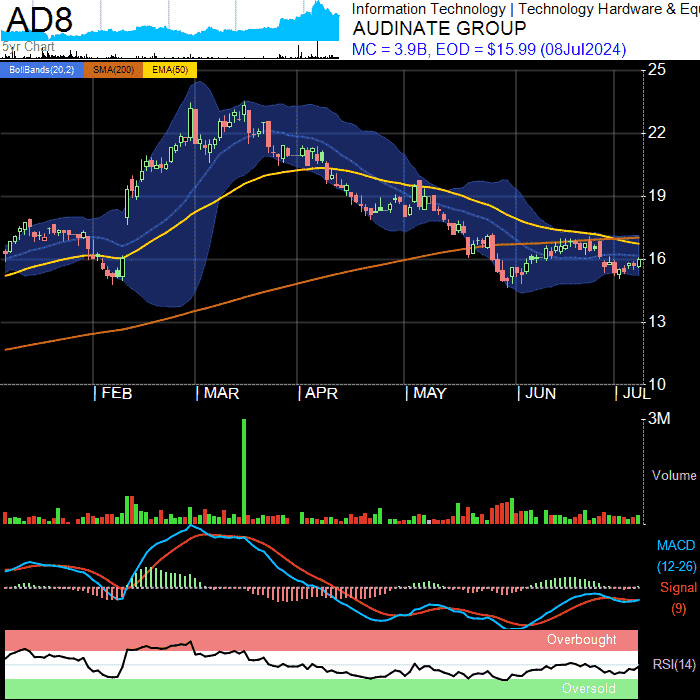 AD8
Information Technology | Technology Hardware & Equ
AUDINATE GROUP
5yr Chart
MC = 3.9B, EOD = $15.99 (08Jul2024)
BollBands(20,2) SMA(200) EMA(50)
25
22
19
16
13
10
| FEB | MAR | APR | MAY | JUN | JUL
3M
Volume
MACD
(12-26)
Signal
(9)
Overbought
RSI(14)
Oversold